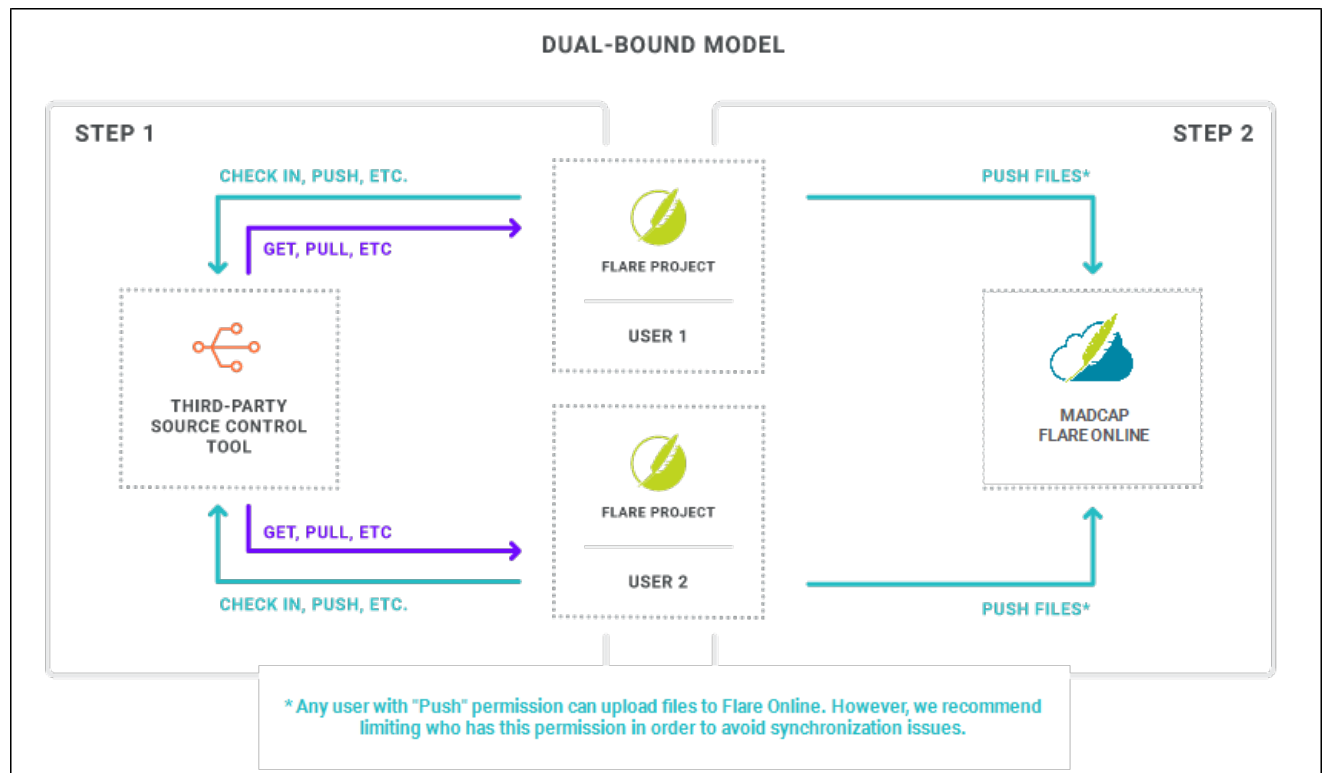 DUAL-BOUND MODEL
STEP 1
STEP 2
CHECK IN, PUSH, ETC.
PUSH FILES*
GET, PULL, ETC
FLARE PROJECT
USER 1
THIRD-PARTY
SOURCE CONTROL
TOOL
MADCAP
FLARE ONLINE
FLARE PROJECT
USER 2
GET, PULL, ETC
CHECK IN, PUSH, ETC.
PUSH FILES*
* Any user with "Push" permission can upload files to Flare Online. However, we recommend
limiting who has this permission in order to avoid synchronization issues.